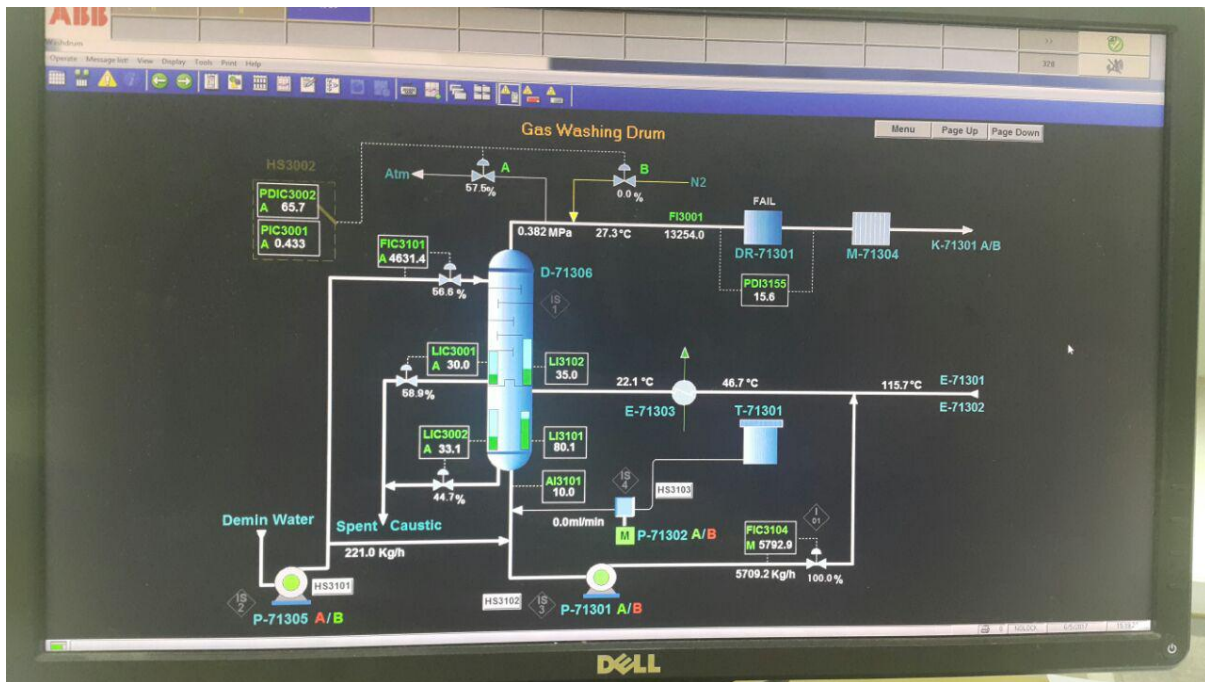 ABB
Washdrum
Operate Message list! View Display Tools Print Help
>>
328
Gas Washing Drum
Menu Page Up Page Down
HS3002
PDIC3002
A 65.7
PIC3001
A 0.433
Atm
A
57.5%
B
0.0 %
N2
FI3001
FAIL
0.382 MPa 27.3°C 13254.0
DR-71301
M-71304
K-71301 A/B
FIC3101
A 4631.4
56.6 %
D-71306
IS
1
PDI3155
15.6
LIC3001
A 30.0
58.9%
LI3102
35.0
22.1 °C
46.7°C
115.7°C
E-71301
E-71302
E-71303
T-71301
LIC3002
A 33.1
44.7%
LI3101
80.1
AI3101
10.0
IS
4
HS3103
0.0ml/min
M P-71302 A/B
Demin Water
Spent Caustic
221.0 Kg/h
FIC3104
M 5792.9
I
01
5709.2 Kg/h
100.0 %
IS
2
HS3101
P-71305 A/B
HS3102
IS
3
P-71301 A/B
NOLOCK
DELL